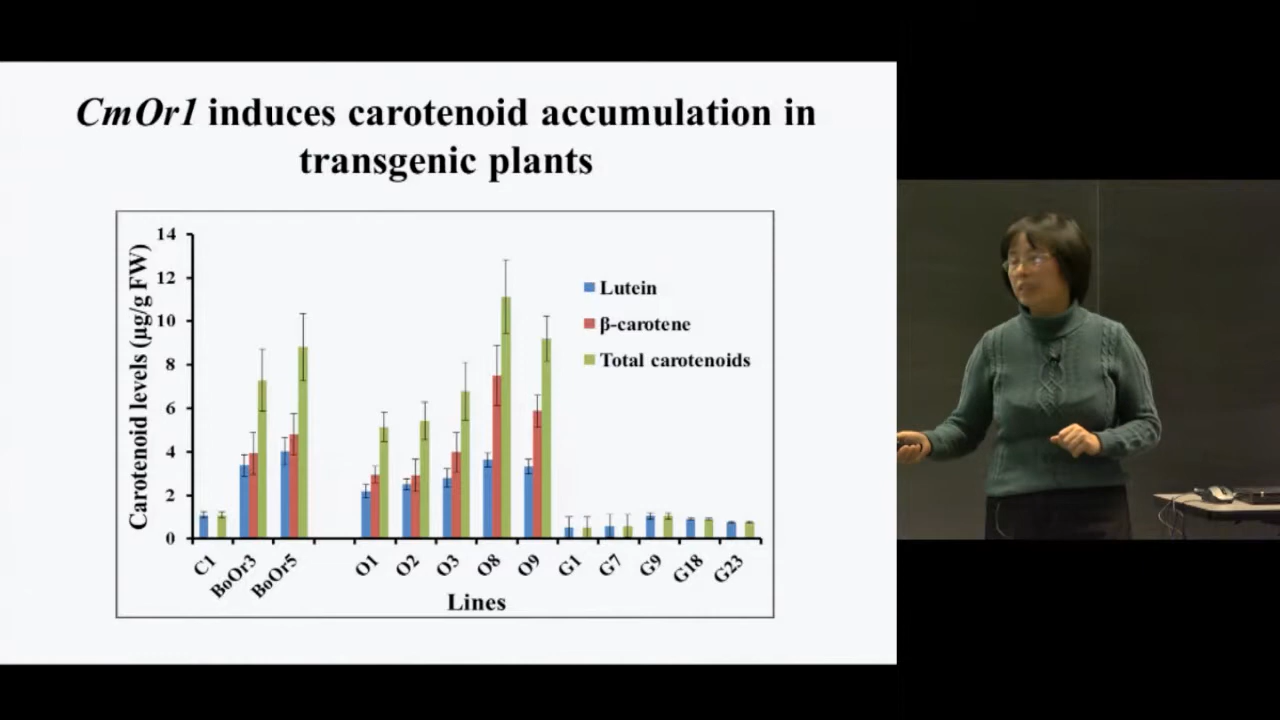 CmOr1 induces carotenoid accumulation in
transgenic plants
Carotenoid levels (µg/g FW)
14
12
10
8
6
4
2
0
Lutein
β-carotene
Total carotenoids
C1
BoOr3
BoOr5
O1
O2
O3
O8
O9
G1
G7
G9
G18
G23
Lines